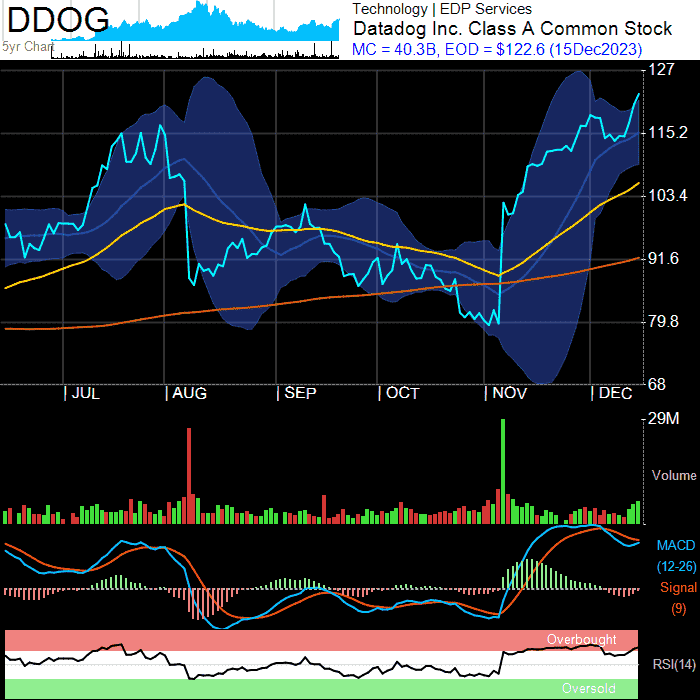 DDOG
5yr Chart
Technology | EDP Services
Datadog Inc. Class A Common Stock
MC = 40.3B, EOD = $122.6 (15Dec2023)
127
115.2
103.4
91.6
79.8
68
| JUL | AUG | SEP | OCT | NOV | DEC
29M
Volume
MACD
(12-26)
Signal
(9)
Overbought
RSI(14)
Oversold